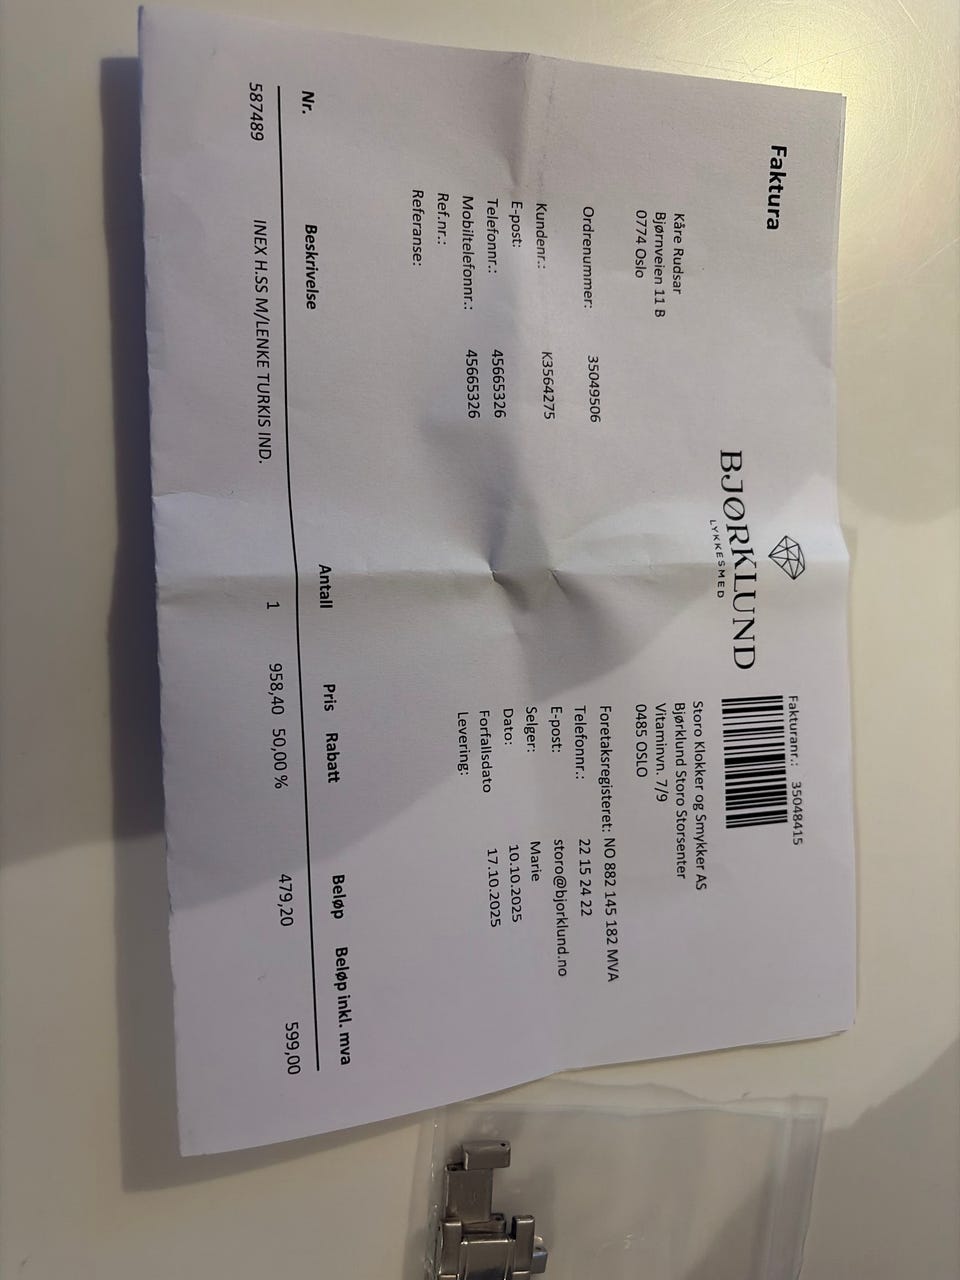 Faktura
BJØRKLUND
LYKKESMED
Fakturanr.: 35048415
Kåre Rudsar
Bjørnveien 11 B
0774 Oslo
Storo Klokker og Smykker AS
Bjørklund Storo Storsenter
Vitaminvn. 7/9
0485 OSLO
Ordrenummer: 35049506
Kundenr.: K3564275
E-post:
Telefonnr.: 45665326
Mobiltelefonnr.: 45665326
Ref.nr.:
Referanse:
Foretaksregisteret: NO 882 145 182 MVA
Telefonnr.: 22 15 24 22
E-post: storo@bjorklund.no
Selger: Marie
Dato: 10.10.2025
Forfallsdato 17.10.2025
Levering:
Nr. Beskrivelse Antall Pris Rabatt Beløp Beløp inkl. mva
587489 INEX H.SS M/LENKE TURKIS IND. 1 958,40 50,00 % 479,20 599,00